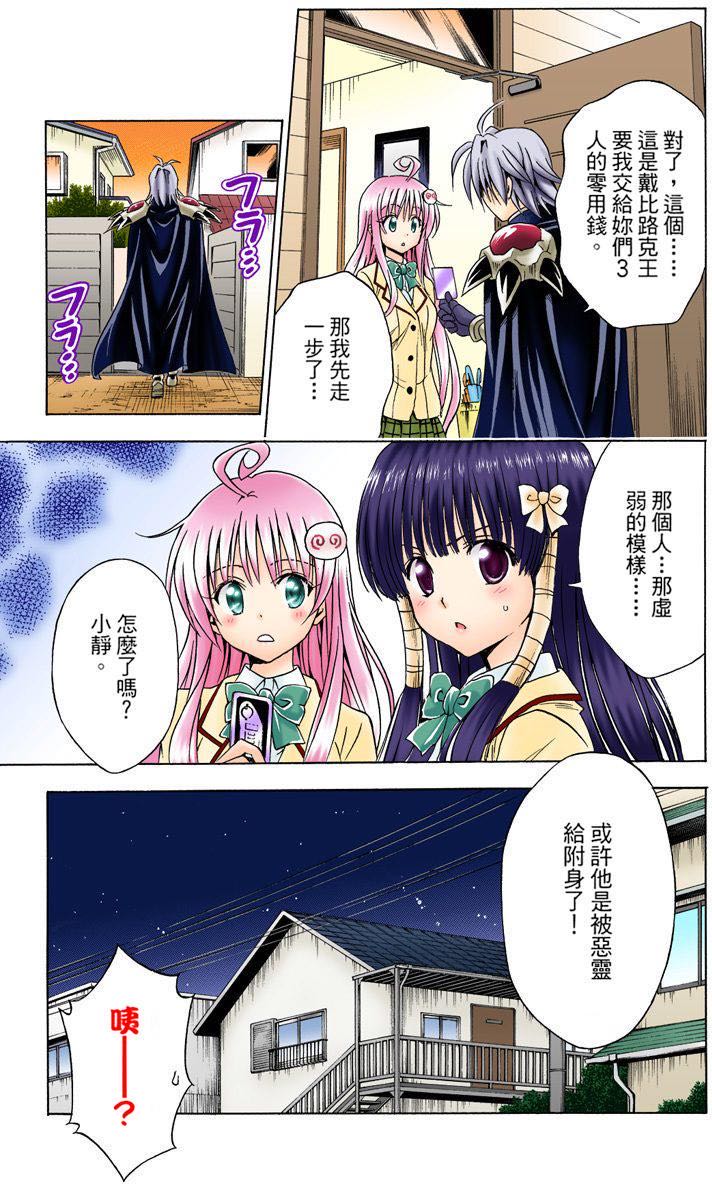 對了，這個……
這是戴比路克王
要我交給妳們3
人的零用錢。
那我先走
一步了…
フラ…
フラ…
那個人…那虛
弱的模樣……
怎麼了嗎？
小靜。
或許他是被惡靈
給附身了！
咦——？